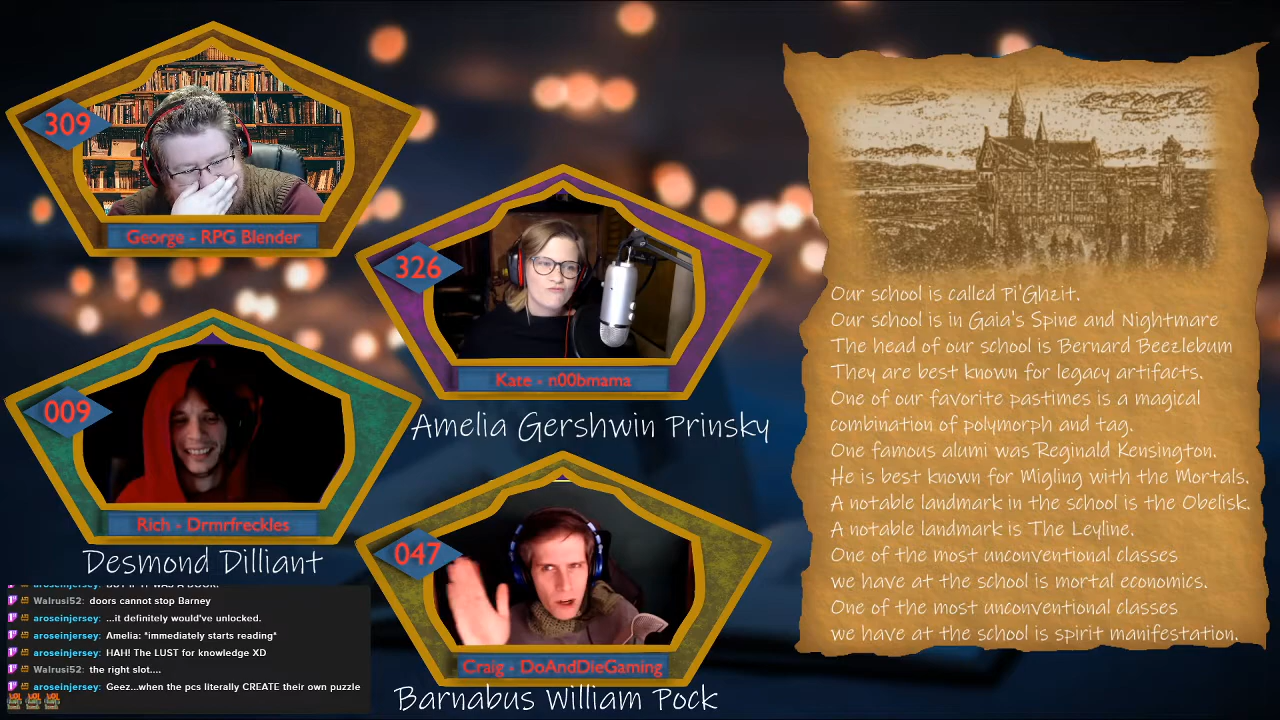 309
George - RPG Blender
326
Kate - n00bmama
Amelia Gershwin Prinsky
009
Rich - Drmrfreckles
Desmond Dilliant
047
Craig - DoAndDieGaming
Barnabus William Pock
Our school is called Pi'Ghzit.
Our school is in Gaia's Spine and Nightmare
The head of our school is Bernard Beezlebum
They are best known for legacy artifacts.
One of our favorite pastimes is a magical
combination of polymorph and tag.
One famous alumi was Reginald Kensington.
He is best known for Migling with the Mortals.
A notable landmark in the school is the Obelisk.
A notable landmark is The Leyline.
One of the most unconventional classes
we have at the school is mortal economics.
One of the most unconventional classes
we have at the school is spirit manifestation.
aroseinjersey: BUT IF IT WAS A BOOK!
Walrusi52: doors cannot stop Barney
aroseinjersey: ...it definitely would've unlocked.
aroseinjersey: Amelia: *immediately starts reading*
aroseinjersey: HAH! The LUST for knowledge XD
Walrusi52: the right slot....
aroseinjersey: Geez...when the pcs literally CREATE their own puzzle